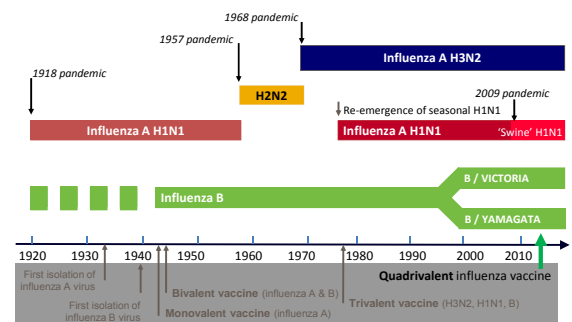 1968 pandemic
1957 pandemic
Influenza A H3N2
1918 pandemic
2009 pandemic
H2N2
Re-emergence of seasonal H1N1
Influenza A H1N1
Influenza A H1N1
'Swine' H1N1
B / VICTORIA
Influenza B
B / YAMAGATA
1920 1930 1940 1950 1960 1970 1980 1990 2000 2010
First isolation of
influenza A virus
Quadrivalent influenza vaccine
Bivalent vaccine (influenza A & B)
Trivalent vaccine (H3N2, H1N1, B)
First isolation of
influenza B virus
Monovalent vaccine (influenza A)